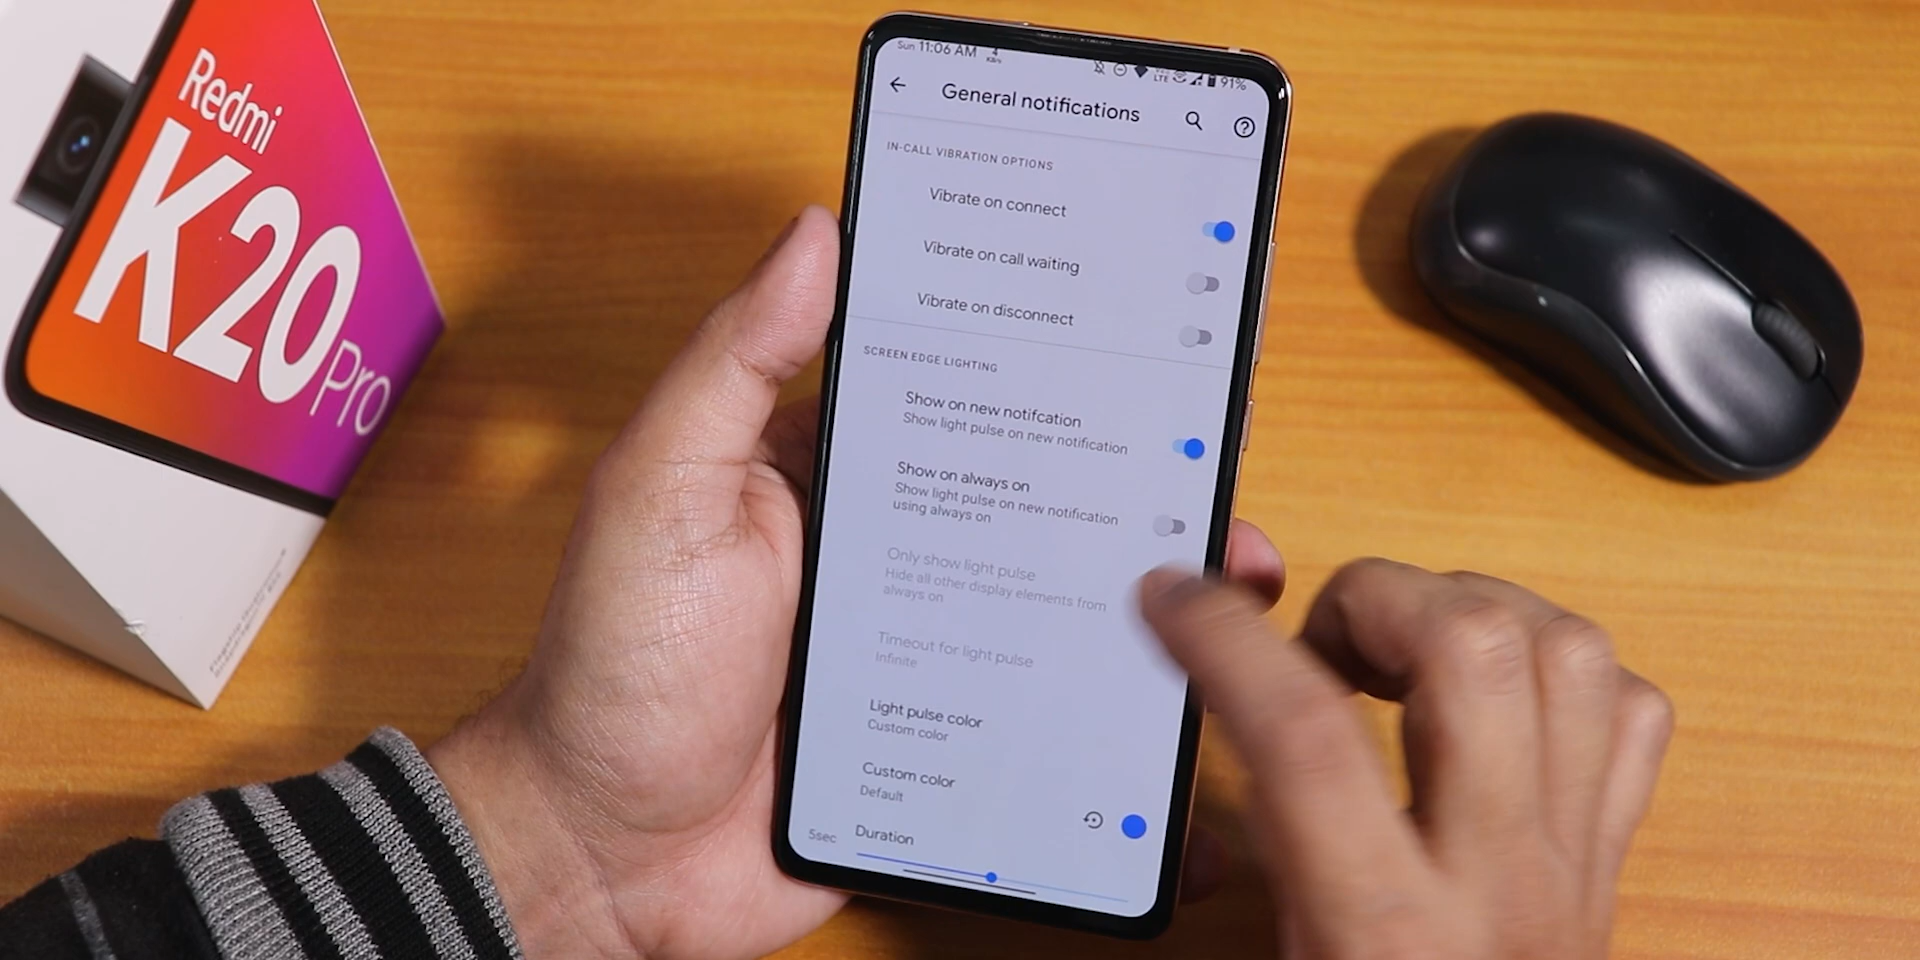 Redmi
K20 Pro
Sun 11:06 AM
4
KB/s
LTE
91%
General notifications
IN-CALL VIBRATION OPTIONS
Vibrate on connect
Vibrate on call waiting
Vibrate on disconnect
SCREEN EDGE LIGHTING
Show on new notifcation
Show light pulse on new notification
Show on always on
Show light pulse on new notification
using always on
Only show light pulse
Hide all other display elements from
always on
Timeout for light pulse
Infinite
Light pulse color
Custom color
Custom color
Default
5sec
Duration